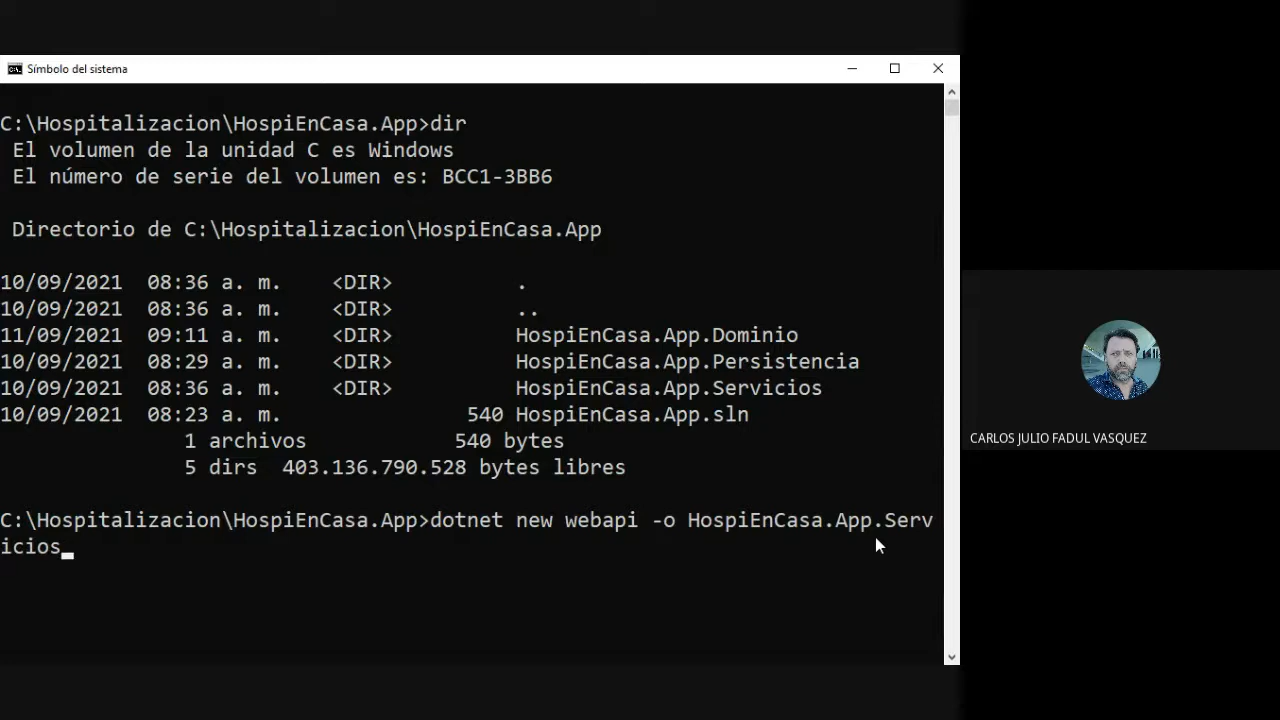 Símbolo del sistema
C:\Hospitalizacion\HospiEnCasa.App>dir
El volumen de la unidad C es Windows
El número de serie del volumen es: BCC1-3BB6
Directorio de C:\Hospitalizacion\HospiEnCasa.App
10/09/2021  08:36 a. m.    <DIR>          .
10/09/2021  08:36 a. m.    <DIR>          ..
11/09/2021  09:11 a. m.    <DIR>          HospiEnCasa.App.Dominio
10/09/2021  08:29 a. m.    <DIR>          HospiEnCasa.App.Persistencia
10/09/2021  08:36 a. m.    <DIR>          HospiEnCasa.App.Servicios
10/09/2021  08:23 a. m.               540 HospiEnCasa.App.sln
1 archivos            540 bytes
5 dirs  403.136.790.528 bytes libres
C:\Hospitalizacion\HospiEnCasa.App>dotnet new webapi -o HospiEnCasa.App.Serv
icios_
CARLOS JULIO FADUL VASQUEZ